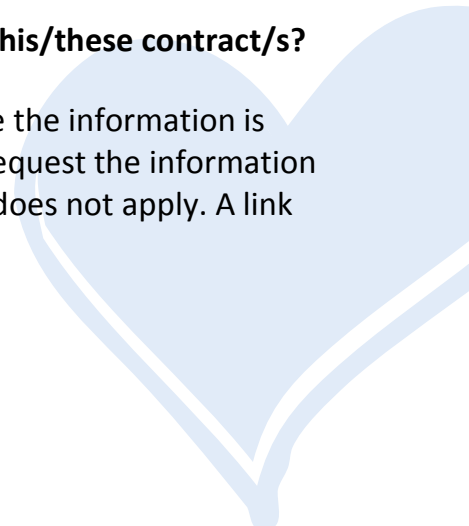 his/these contract/s?
e the information is
equest the information
does not apply. A link